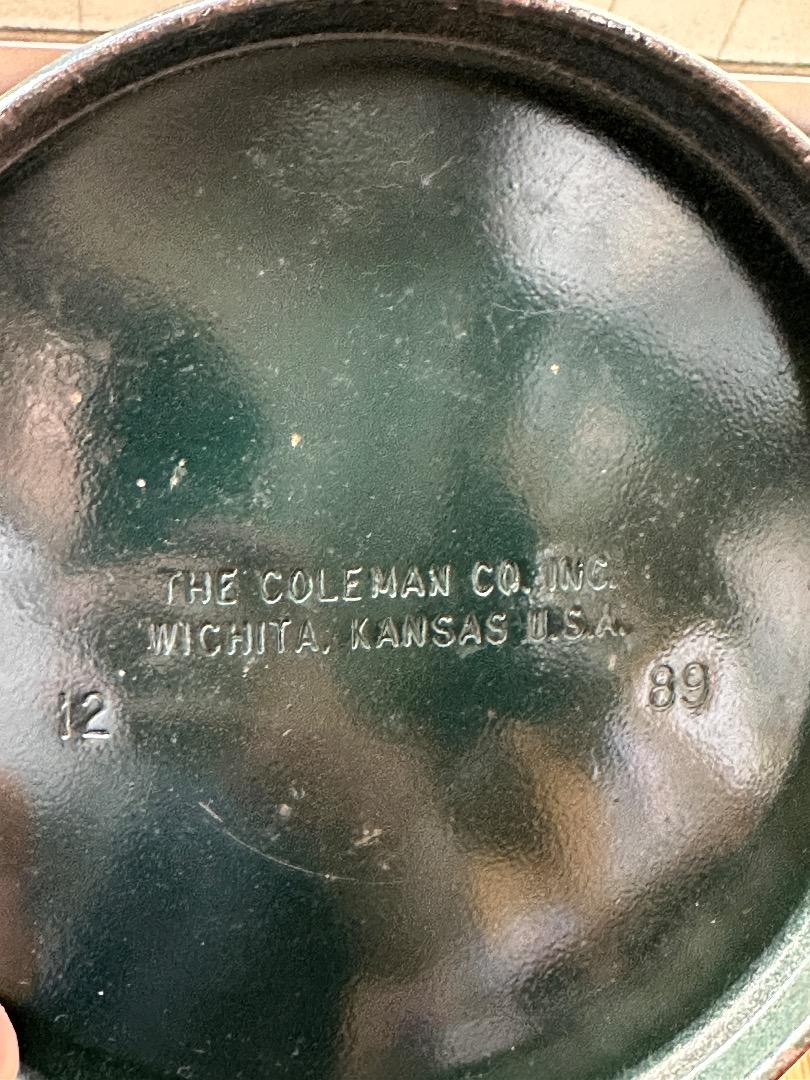 THE COLEMAN CO. INC.
WICHITA, KANSAS U.S.A.
12 89